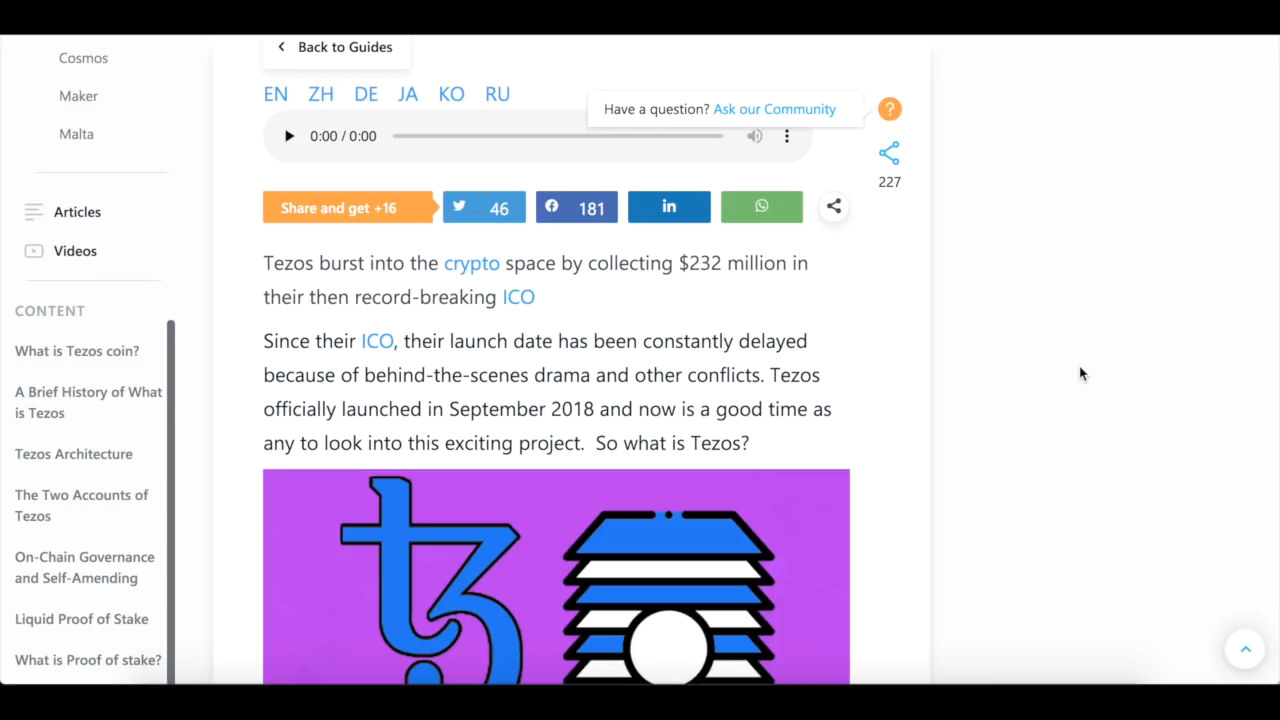 Cosmos
Maker
Malta
Articles
Videos
CONTENT
What is Tezos coin?
A Brief History of What
is Tezos
Tezos Architecture
The Two Accounts of
Tezos
On-Chain Governance
and Self-Amending
Liquid Proof of Stake
What is Proof of stake?
Back to Guides
EN ZH DE JA KO RU
Have a question? Ask our Community
?
0:00 / 0:00
227
Share and get +16
46
181
in
Tezos burst into the crypto space by collecting $232 million in
their then record-breaking ICO
Since their ICO, their launch date has been constantly delayed
because of behind-the-scenes drama and other conflicts. Tezos
officially launched in September 2018 and now is a good time as
any to look into this exciting project. So what is Tezos?